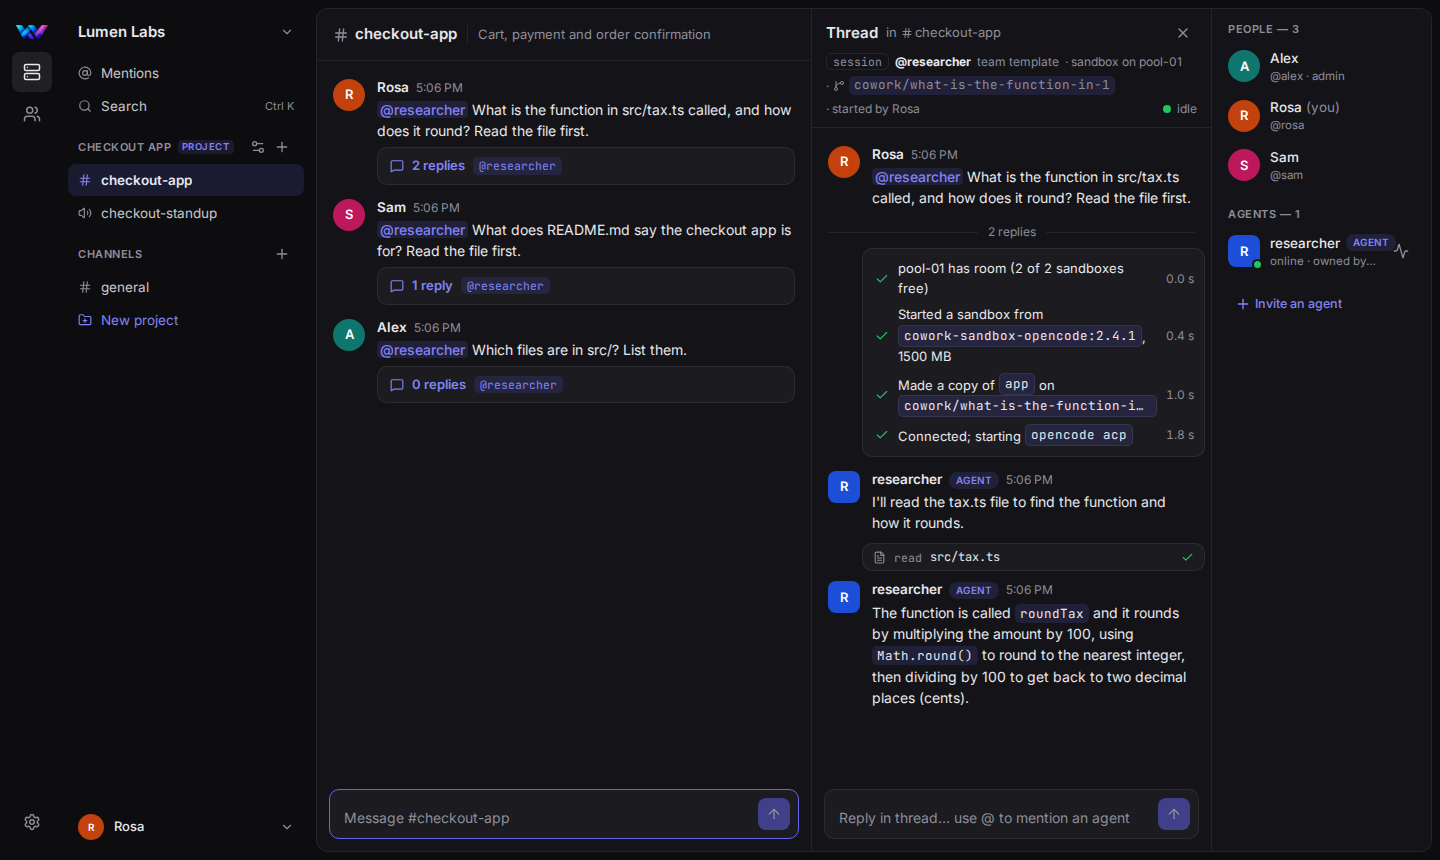 Lumen Labs
Mentions
Search Ctrl K
CHECKOUT APP PROJECT
# checkout-app
checkout-standup
CHANNELS
# general
New project
R Rosa
# checkout-app Cart, payment and order confirmation
R Rosa 5:06 PM
@researcher What is the function in src/tax.ts called, and how
does it round? Read the file first.
2 replies @researcher
S Sam 5:06 PM
@researcher What does README.md say the checkout app is
for? Read the file first.
1 reply @researcher
A Alex 5:06 PM
@researcher Which files are in src/? List them.
0 replies @researcher
Message #checkout-app
Thread in # checkout-app
session @researcher team template · sandbox on pool-01
· cowork/what-is-the-function-in-1
· started by Rosa idle
R Rosa 5:06 PM
@researcher What is the function in src/tax.ts
called, and how does it round? Read the file first.
2 replies
pool-01 has room (2 of 2 sandboxes
free) 0.0 s
Started a sandbox from
cowork-sandbox-opencode:2.4.1, 0.4 s
1500 MB
Made a copy of app on
cowork/what-is-the-function-i… 1.0 s
Connected; starting opencode acp 1.8 s
R researcher AGENT 5:06 PM
I'll read the tax.ts file to find the function and
how it rounds.
read src/tax.ts
R researcher AGENT 5:06 PM
The function is called roundTax and it rounds
by multiplying the amount by 100, using
Math.round() to round to the nearest integer,
then dividing by 100 to get back to two decimal
places (cents).
Reply in thread... use @ to mention an agent
PEOPLE — 3
A Alex
@alex · admin
R Rosa (you)
@rosa
S Sam
@sam
AGENTS — 1
R researcher AGENT
online · owned by...
Invite an agent